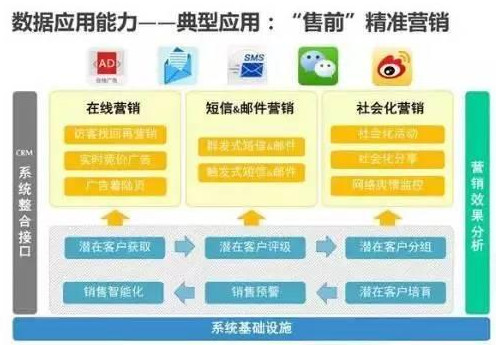 数据应用能力——典型应用：“售前”精准营销
AD
在线广告
SMS
CRM
系统整合接口
在线营销
访客找回再营销
实时竞价广告
广告着陆页
短信&邮件营销
群发式短信&邮件
触发式短信&邮件
社会化营销
社会化活动
社会化分享
网络舆情监控
营销效果分析
潜在客户获取
潜在客户评级
潜在客户分组
销售智能化
销售预警
潜在客户培育
系统基础设施